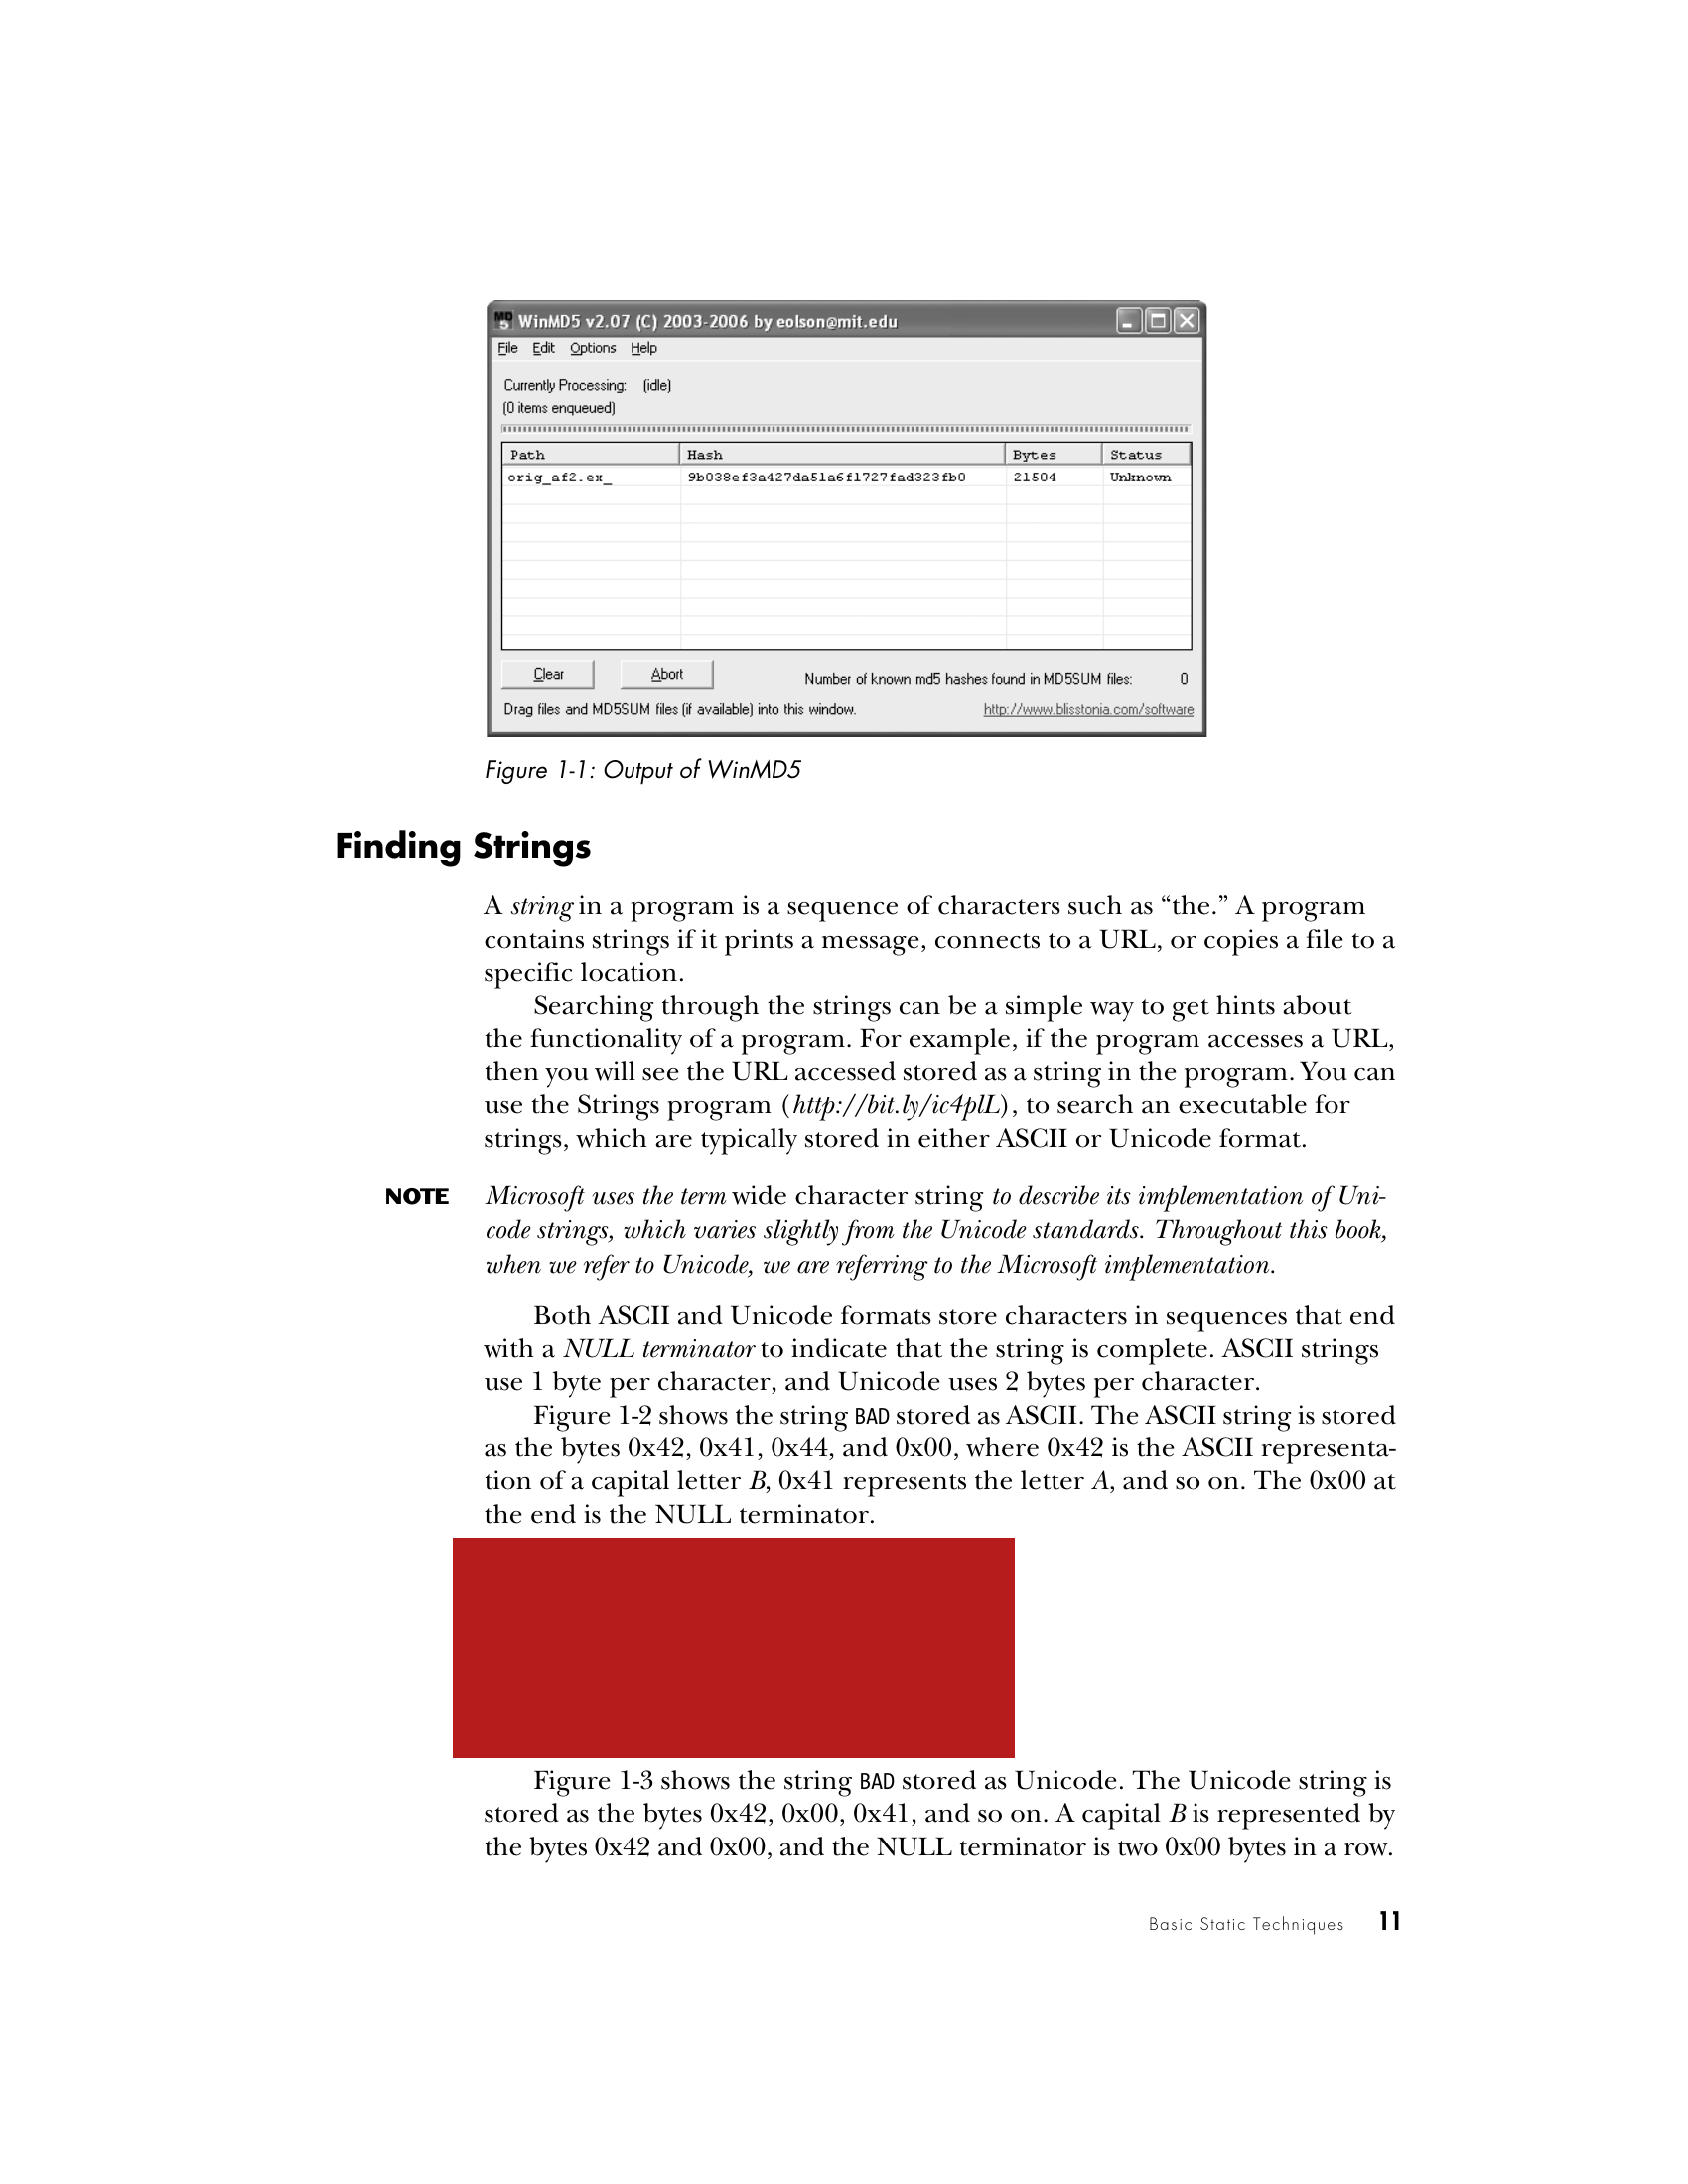 WinMD5 v2.07 (C) 2003-2006 by eolson@mit.edu
File Edit Options Help
Currently Processing: (idle)
(0 items enqueued)
Path Hash Bytes Status
orig_af2.ex_ 9b038ef3a427da51a6f1727fad323fb0 21504 Unknown
Clear Abort Number of known md5 hashes found in MD5SUM files: 0
Drag files and MD5SUM files (if available) into this window. http://www.blisstonia.com/software
Figure 1-1: Output of WinMD5
Finding Strings
A string in a program is a sequence of characters such as “the.” A program
contains strings if it prints a message, connects to a URL, or copies a file to a
specific location.
Searching through the strings can be a simple way to get hints about
the functionality of a program. For example, if the program accesses a URL,
then you will see the URL accessed stored as a string in the program. You can
use the Strings program (http://bit.ly/ic4plL), to search an executable for
strings, which are typically stored in either ASCII or Unicode format.
NOTE Microsoft uses the term wide character string to describe its implementation of Uni-
code strings, which varies slightly from the Unicode standards. Throughout this book,
when we refer to Unicode, we are referring to the Microsoft implementation.
Both ASCII and Unicode formats store characters in sequences that end
with a NULL terminator to indicate that the string is complete. ASCII strings
use 1 byte per character, and Unicode uses 2 bytes per character.
Figure 1-2 shows the string BAD stored as ASCII. The ASCII string is stored
as the bytes 0x42, 0x41, 0x44, and 0x00, where 0x42 is the ASCII representa-
tion of a capital letter B, 0x41 represents the letter A, and so on. The 0x00 at
the end is the NULL terminator.
Figure 1-3 shows the string BAD stored as Unicode. The Unicode string is
stored as the bytes 0x42, 0x00, 0x41, and so on. A capital B is represented by
the bytes 0x42 and 0x00, and the NULL terminator is two 0x00 bytes in a row.
Basic Static Techniques 11